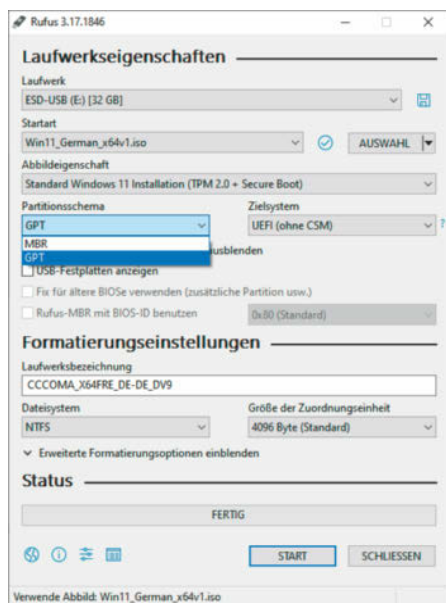 Rufus 3.17.1846
Laufwerkseigenschaften
Laufwerk
ESD-USB (E:) [32 GB]
Startart
Win11_German_x64v1.iso AUSWAHL
Abbildeigenschaft
Standard Windows 11 Installation (TPM 2.0 + Secure Boot)
Partitionsschema Zielsystem
GPT UEFI (ohne CSM) ?
MBR
GPT
usblenden
USB-Festplatten anzeigen
Fix für ältere BIOSe verwenden (zusätzliche Partition usw.)
Rufus-MBR mit BIOS-ID benutzen 0x80 (Standard)
Formatierungseinstellungen
Laufwerksbezeichnung
CCCOMA_X64FRE_DE-DE_DV9
Dateisystem Größe der Zuordnungseinheit
NTFS 4096 Byte (Standard)
Erweiterte Formatierungsoptionen einblenden
Status
FERTIG
START SCHLIESSEN
Verwende Abbild: Win11_German_x64v1.iso